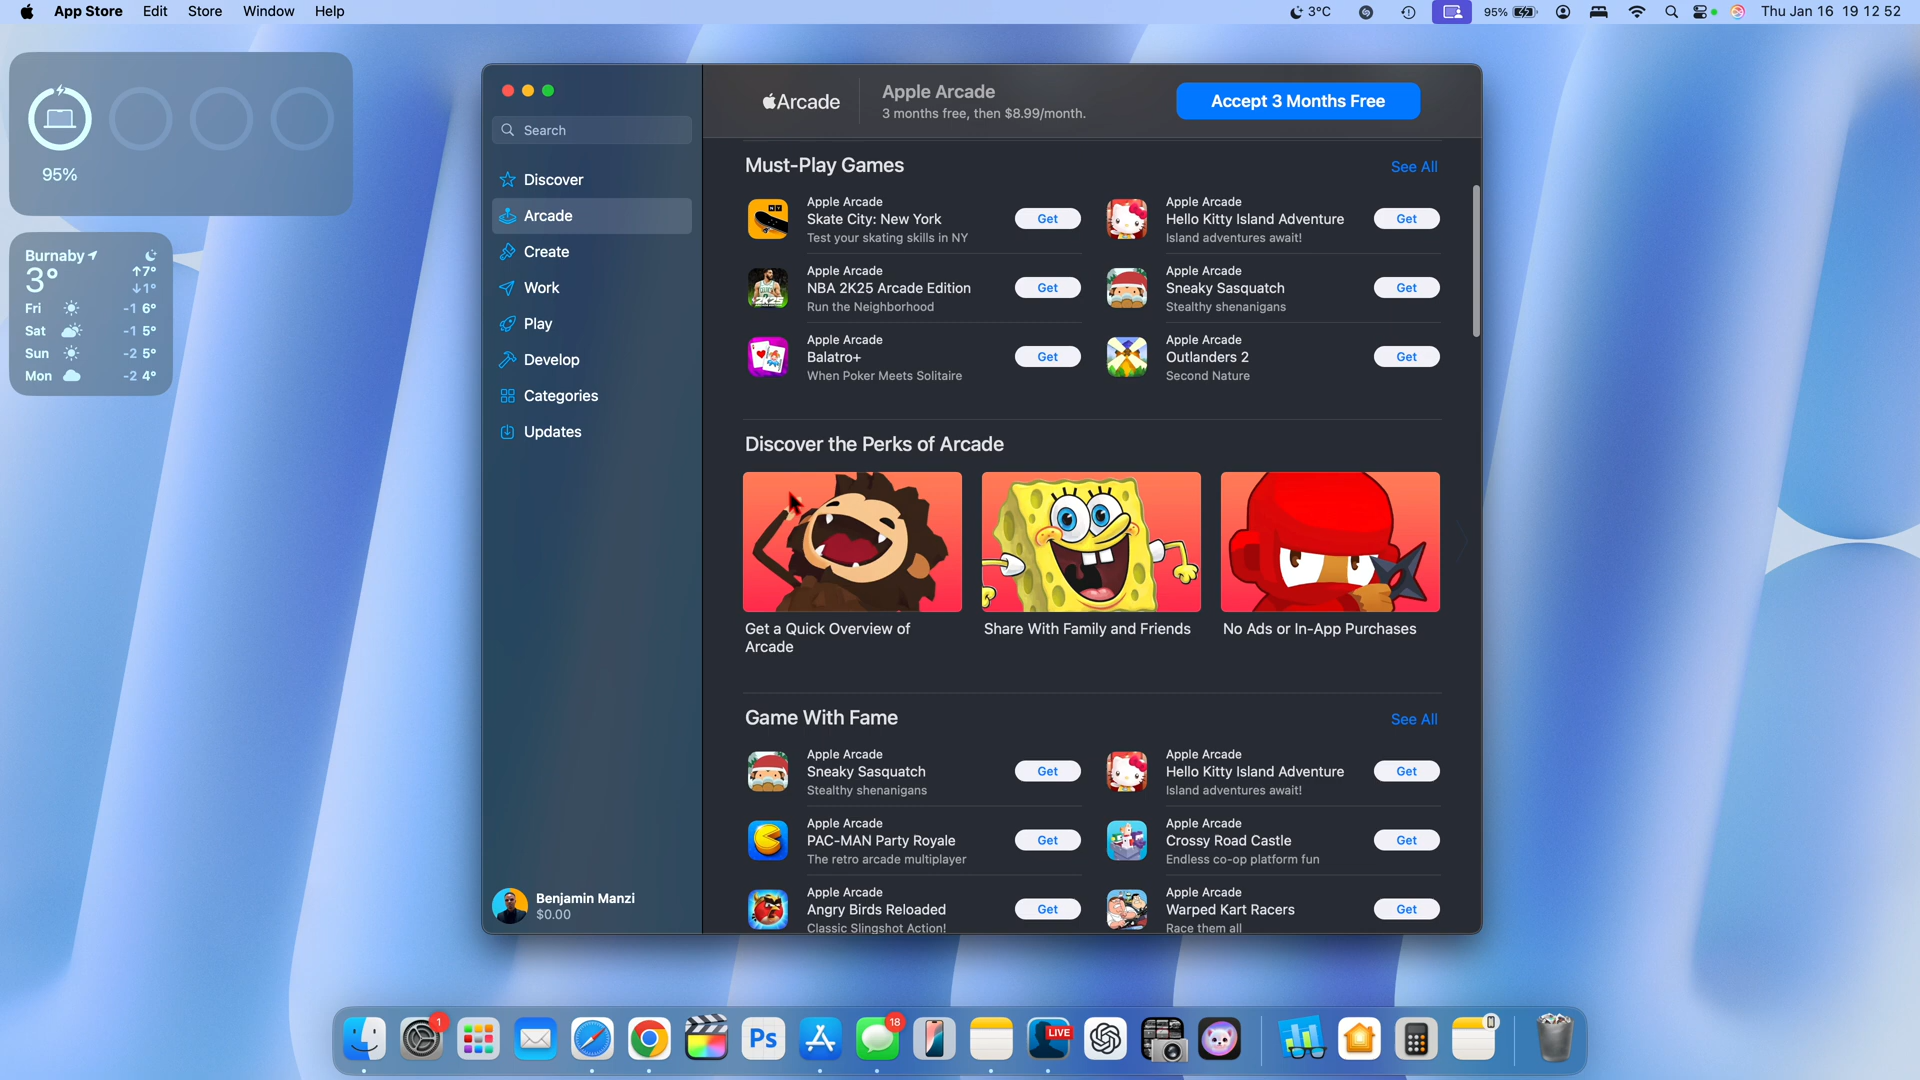 App Store Edit Store Window Help
3°C
95%
Thu Jan 16 19 12 52
95%
Burnaby
3°
↑7°
↓1°
Fri -1 6°
Sat -1 5°
Sun -2 5°
Mon -2 4°
Search
Discover
Arcade
Create
Work
Play
Develop
Categories
Updates
Benjamin Manzi
$0.00
Arcade
Apple Arcade
3 months free, then $8.99/month.
Accept 3 Months Free
Must-Play Games
See All
Apple Arcade
Skate City: New York
Test your skating skills in NY
Get
Apple Arcade
Hello Kitty Island Adventure
Island adventures await!
Get
Apple Arcade
NBA 2K25 Arcade Edition
Run the Neighborhood
Get
Apple Arcade
Sneaky Sasquatch
Stealthy shenanigans
Get
Apple Arcade
Balatro+
When Poker Meets Solitaire
Get
Apple Arcade
Outlanders 2
Second Nature
Get
Discover the Perks of Arcade
Get a Quick Overview of
Arcade
Share With Family and Friends
No Ads or In-App Purchases
Game With Fame
See All
Apple Arcade
Sneaky Sasquatch
Stealthy shenanigans
Get
Apple Arcade
Hello Kitty Island Adventure
Island adventures await!
Get
Apple Arcade
PAC-MAN Party Royale
The retro arcade multiplayer
Get
Apple Arcade
Crossy Road Castle
Endless co-op platform fun
Get
Apple Arcade
Angry Birds Reloaded
Classic Slingshot Action!
Get
Apple Arcade
Warped Kart Racers
Race them all
Get
1
Ps
18
LIVE